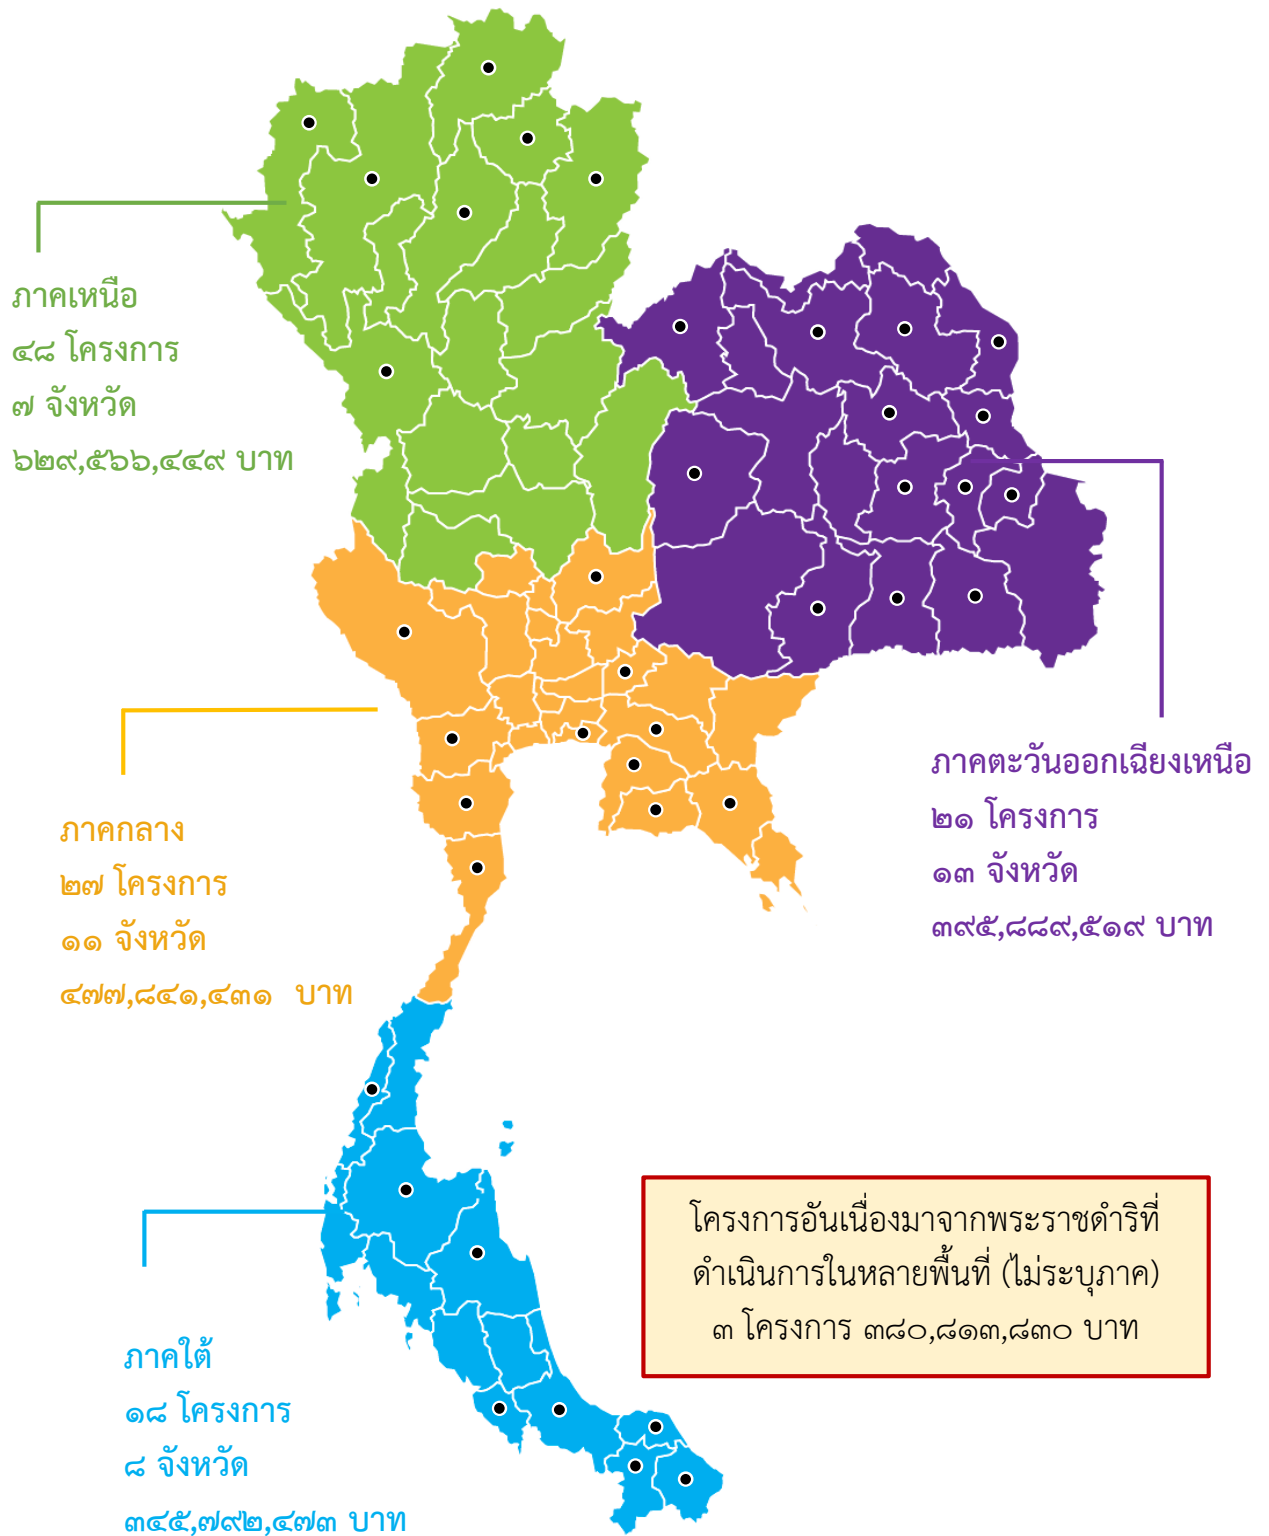 ภาคเหนือ
๔๘ โครงการ
๗ จังหวัด
๖๒๙,๕๖๖,๔๔๙ บาท
ภาคตะวันออกเฉียงเหนือ
๒๑ โครงการ
๑๓ จังหวัด
๓๙๕,๘๘๙,๕๑๙ บาท
ภาคกลาง
๒๗ โครงการ
๑๑ จังหวัด
๔๗๗,๘๔๑,๔๓๑ บาท
โครงการอันเนื่องมาจากพระราชดำริที่
ดำเนินการในหลายพื้นที่ (ไม่ระบุภาค)
๓ โครงการ ๓๘๐,๘๑๓,๘๓๐ บาท
ภาคใต้
๑๘ โครงการ
๘ จังหวัด
๓๔๕,๗๙๒,๔๗๓ บาท